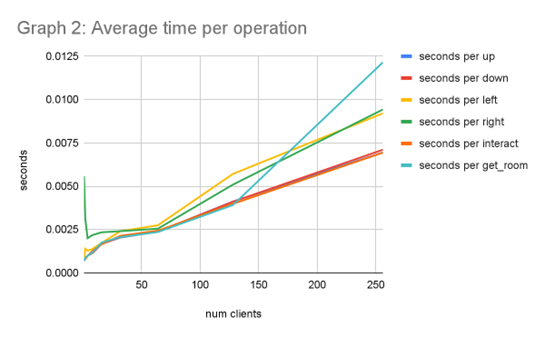 Graph 2: Average time per operation
0.0125
0.0100
0.0075
0.0050
0.0025
0.0000
seconds
50
100
150
200
250
num clients
seconds per up
seconds per down
seconds per left
seconds per right
seconds per interact
seconds per get_room